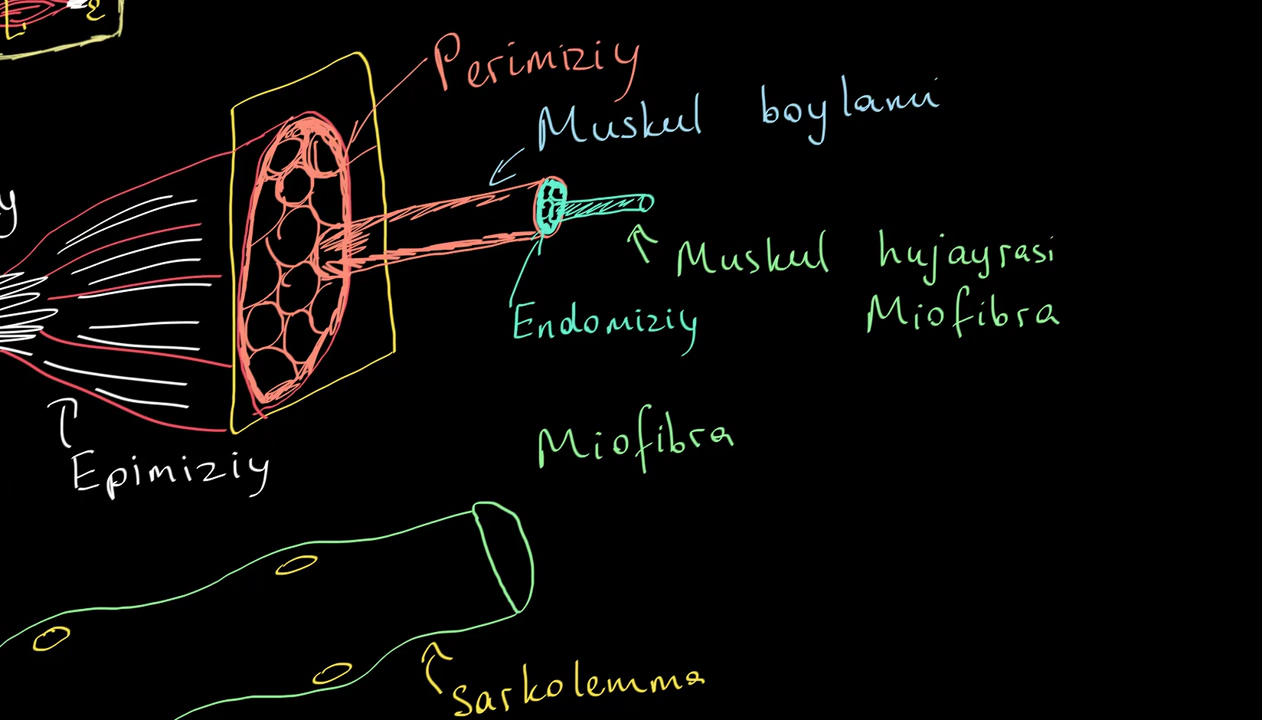 Perimiziy
Muskul boylami
Muskul hujayrasi
Miofibra
Endomiziy
Epimiziy
Miofibra
Sarkolemma